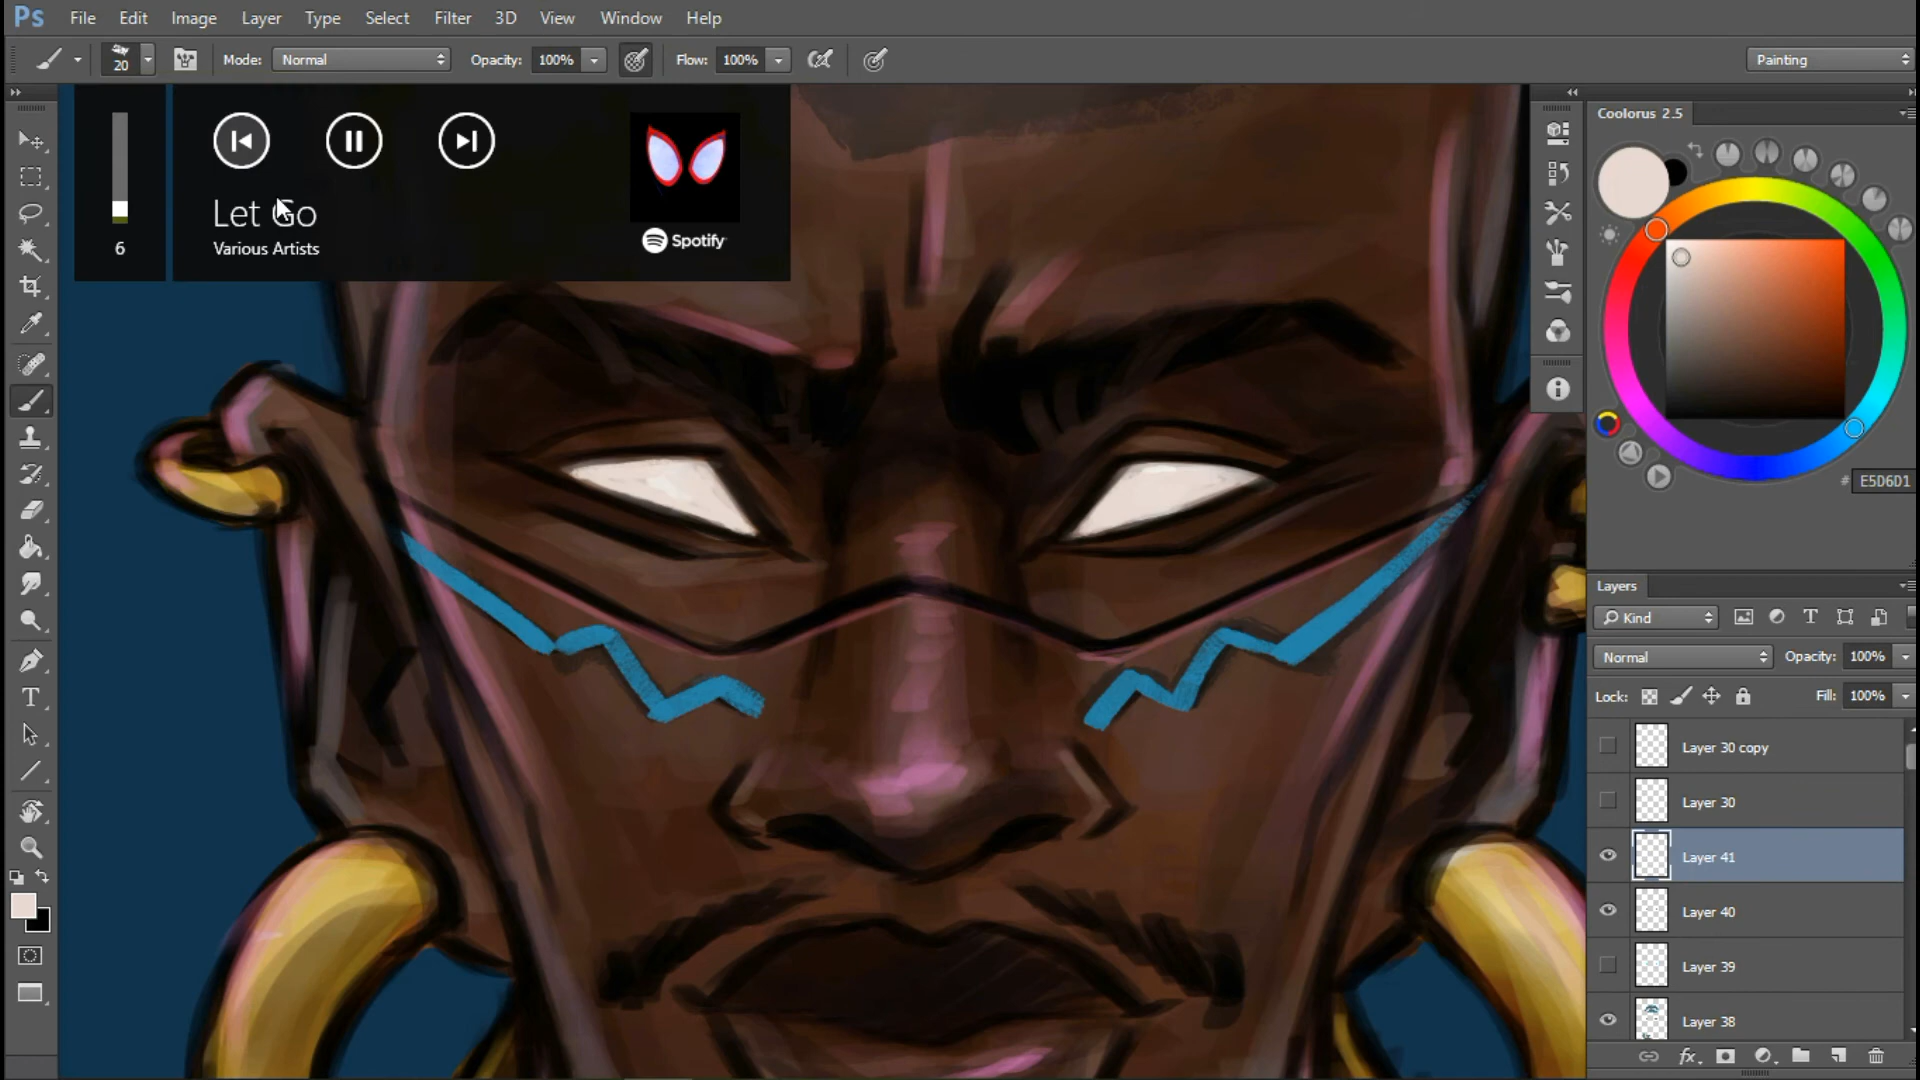 Ps File Edit Image Layer Type Select Filter 3D View Window Help
20 Mode: Normal Opacity: 100% Flow: 100% Painting
Coolorus 2.5
Let Go
Various Artists
Spotify
6
# E5D6D1
Layers
Kind
Normal Opacity: 100%
Lock: Fill: 100%
Layer 30 copy
Layer 30
Layer 41
Layer 40
Layer 39
Layer 38
T
fx